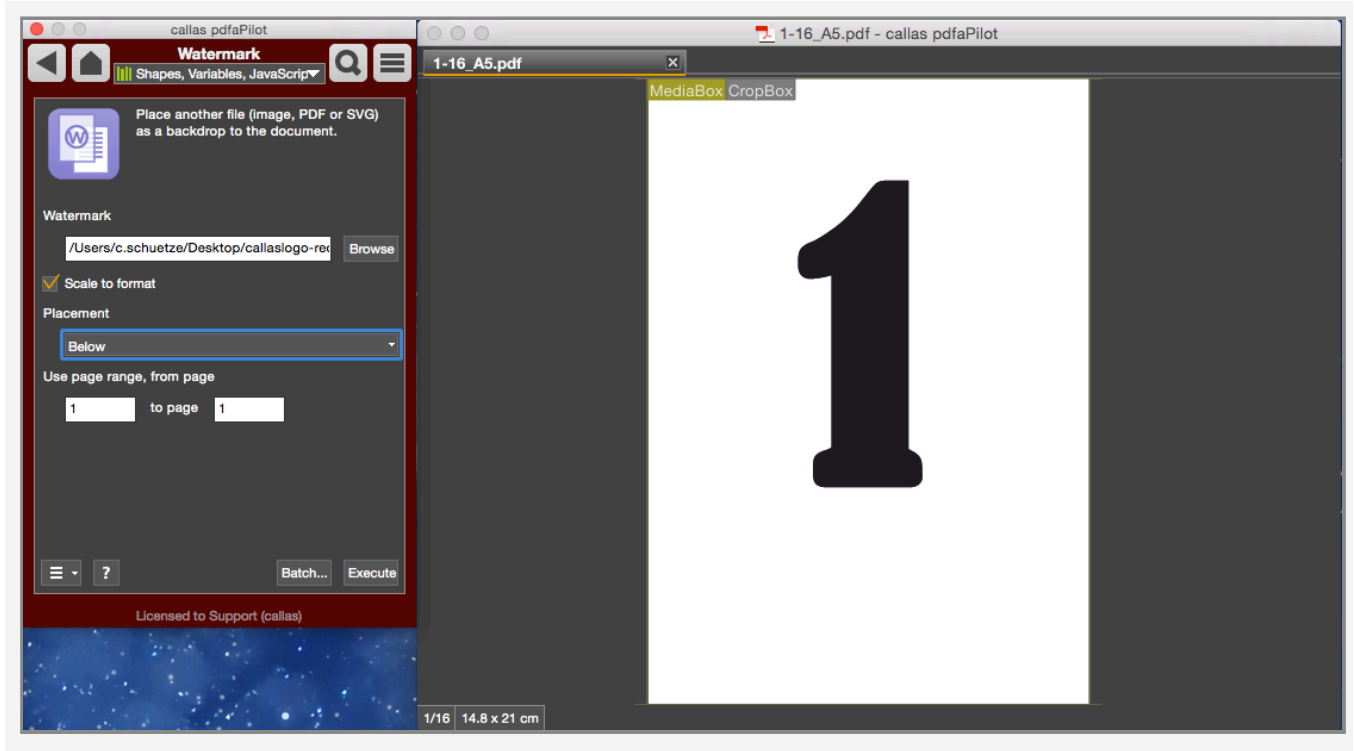 callas pdfaPilot
Watermark
Shapes, Variables, JavaScrip
Place another file (image, PDF or SVG)
as a backdrop to the document.
W
Watermark
/Users/c.schuetze/Desktop/callaslogo-re
Browse
Scale to format
Placement
Below
Use page range, from page
1 to page 1
?
Batch... Execute
Licensed to Support (callas)
1-16_A5.pdf - callas pdfaPilot
1-16_A5.pdf
MediaBox CropBox
1
1/16 14.8 x 21 cm